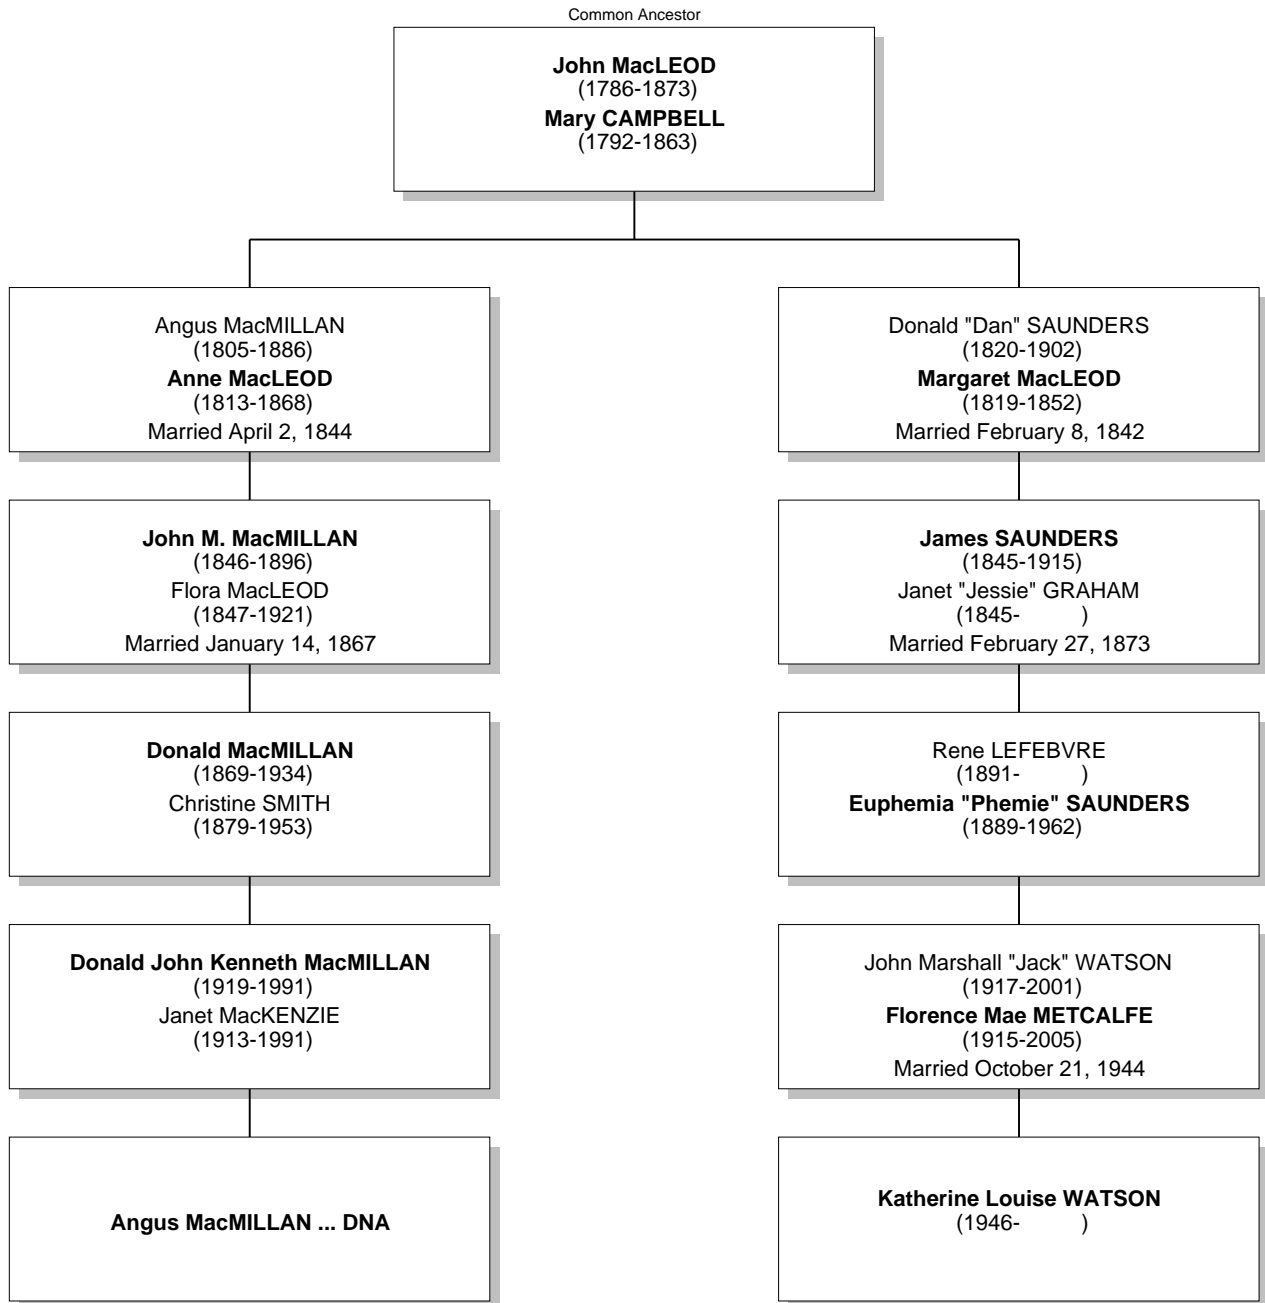 Common Ancestor
John MacLEOD
(1786-1873)
Mary CAMPBELL
(1792-1863)
Angus MacMILLAN
(1805-1886)
Anne MacLEOD
(1813-1868)
Married April 2, 1844
Donald "Dan" SAUNDERS
(1820-1902)
Margaret MacLEOD
(1819-1852)
Married February 8, 1842
John M. MacMILLAN
(1846-1896)
Flora MacLEOD
(1847-1921)
Married January 14, 1867
James SAUNDERS
(1845-1915)
Janet "Jessie" GRAHAM
(1845- )
Married February 27, 1873
Donald MacMILLAN
(1869-1934)
Christine SMITH
(1879-1953)
Rene LEFEBVRE
(1891- )
Euphemia "Phemie" SAUNDERS
(1889-1962)
Donald John Kenneth MacMILLAN
(1919-1991)
Janet MacKENZIE
(1913-1991)
John Marshall "Jack" WATSON
(1917-2001)
Florence Mae METCALFE
(1915-2005)
Married October 21, 1944
Angus MacMILLAN ... DNA
Katherine Louise WATSON
(1946- )